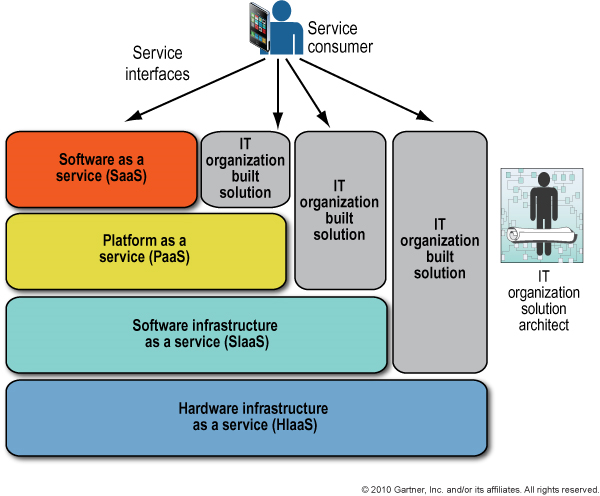 Service
consumer
Service
interfaces
Software as a
service (SaaS)
IT
organization
built
solution
IT
organization
built
solution
IT
organization
built
solution
Platform as a
service (PaaS)
IT
organization
solution
architect
Software infrastructure
as a service (SIaaS)
Hardware infrastructure
as a service (HIaaS)
© 2010 Gartner, Inc. and/or its affiliates. All rights reserved.